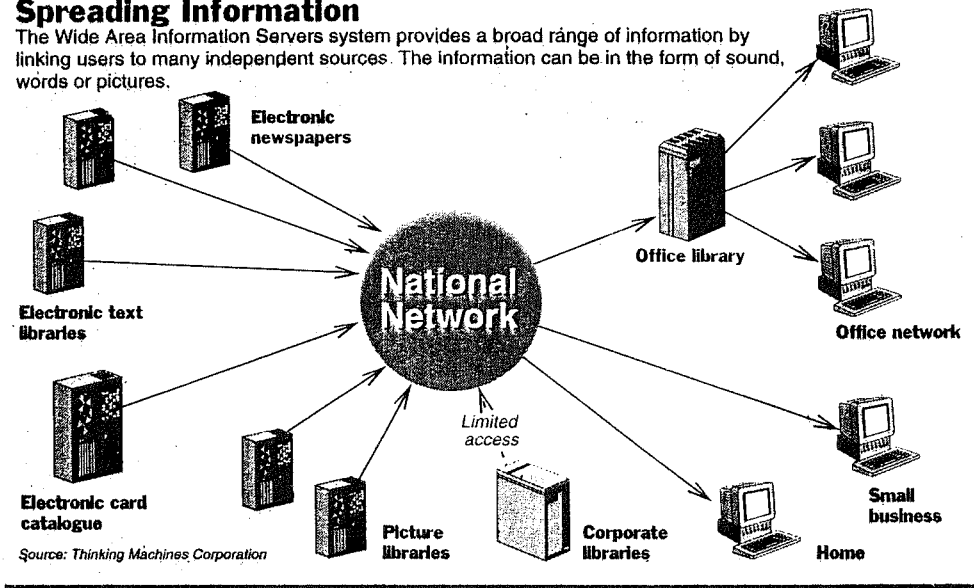 Spreading Information
The Wide Area Information Servers system provides a broad range of information by
linking users to many independent sources. The information can be in the form of sound,
words or pictures.
Electronic
newspapers
Office library
Electronic text
libraries
National
Network
Office network
Limited
access
Electronic card
catalogue
Picture
libraries
Corporate
libraries
Home
Small
business
Source: Thinking Machines Corporation